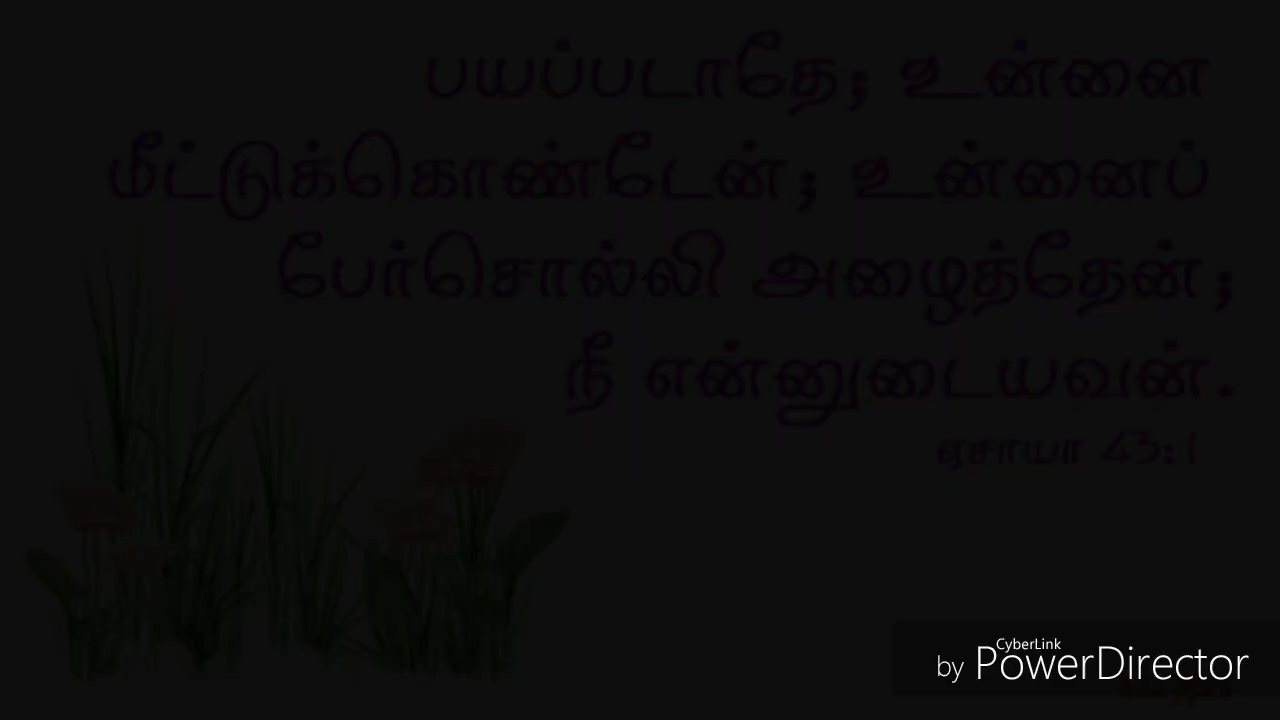 பயப்படாதே; உன்னை
மீட்டுக்கொண்டேன்; உன்னைப்
பேர்சொல்லி அழைத்தேன்;
நீ என்னுடையவன்.
ஏசாயா 43:1
CyberLink
by PowerDirector